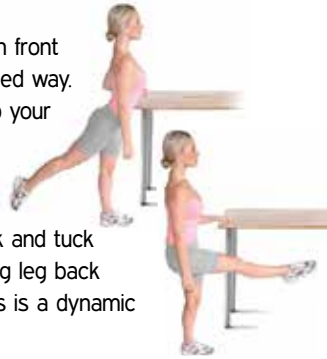 n front
ed way.
o your
k and tuck
g leg back
s is a dynamic